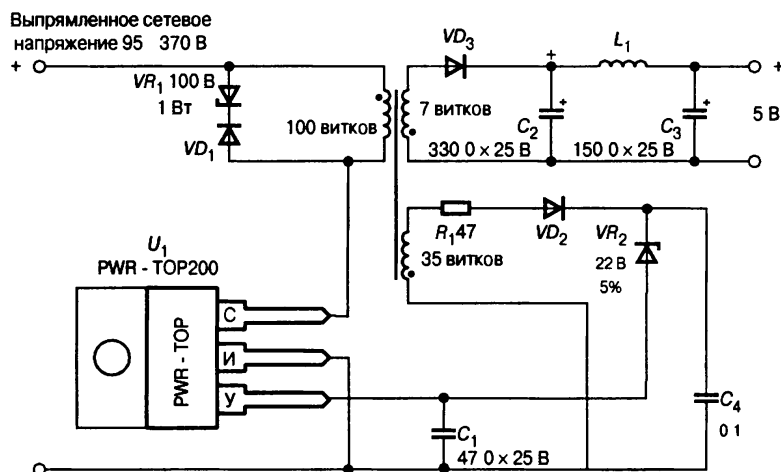 Выпрямленное сетевое
напряжение 95 370 В
+
VR1 100 В
1 Вт
VD1
100 витков
VD3
7 витков
+
L1
+
C2
+
C3
+
5 В
330 0 × 25 В
150 0 × 25 В
R1 47
VD2
VR2
22 В
5%
35 витков
U1
PWR - TOP200
PWR - TOP
С
И
У
C1
47 0 × 25 В
C4
0 1